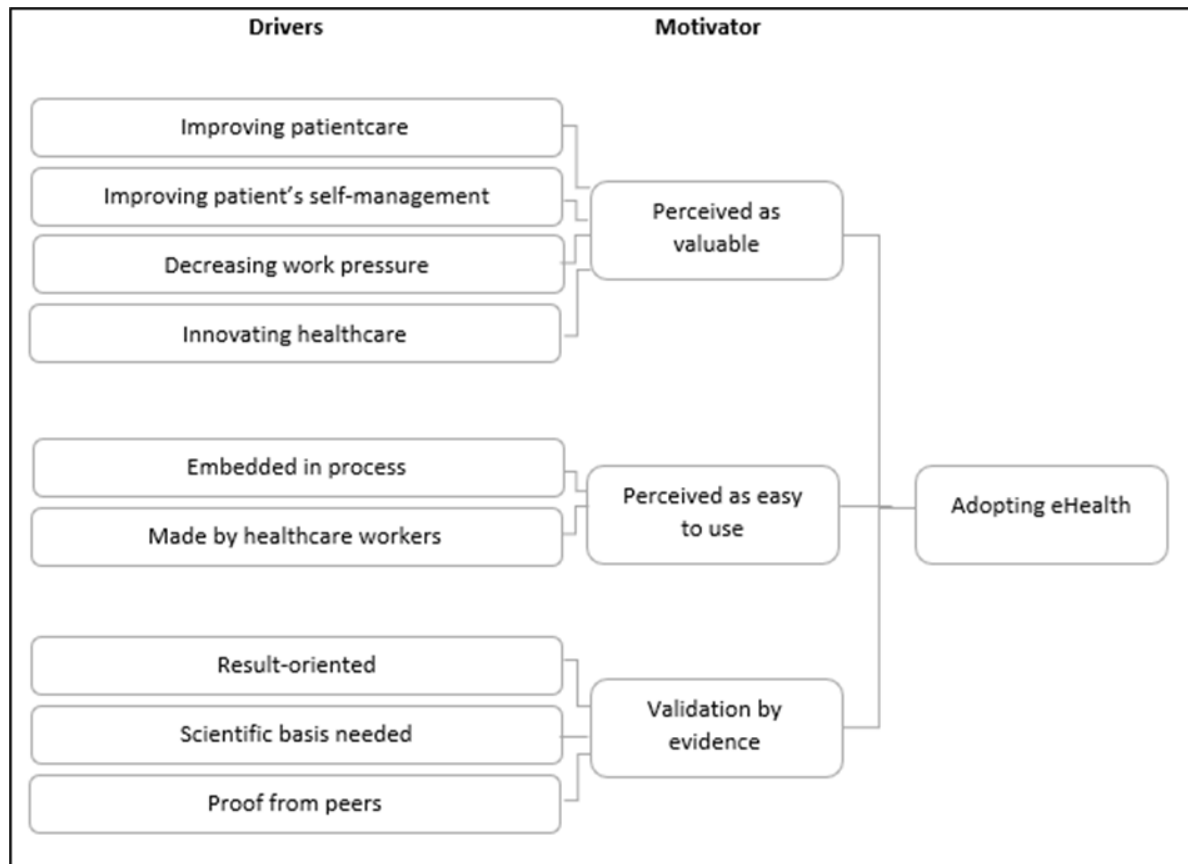 Drivers
Motivator
Improving patientcare
Improving patient's self-management
Decreasing work pressure
Innovating healthcare
Perceived as
valuable
Embedded in process
Made by healthcare workers
Perceived as easy
to use
Adopting eHealth
Result-oriented
Scientific basis needed
Proof from peers
Validation by
evidence